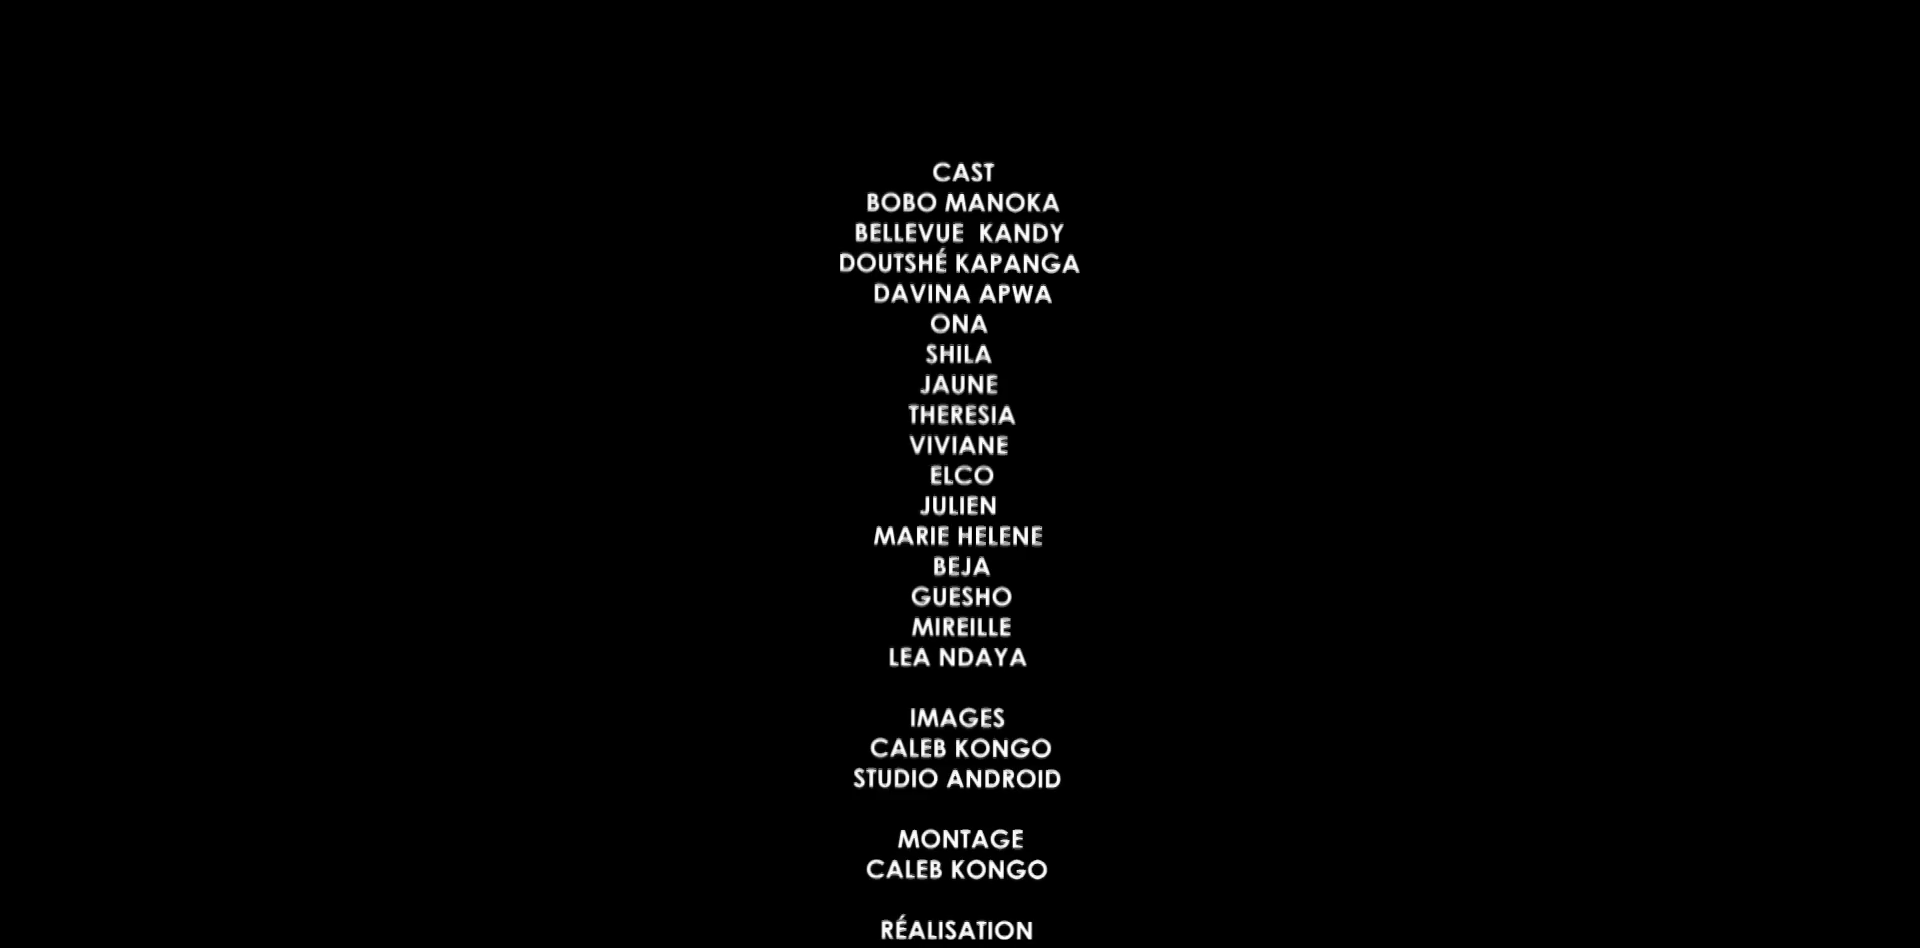 CAST
BOBO MANOKA
BELLEVUE  KANDY
DOUTSHÉ KAPANGA
DAVINA APWA
ONA
SHILA
JAUNE
THERESIA
VIVIANE
ELCO
JULIEN
MARIE HELENE
BEJA
GUESHO
MIREILLE
LEA NDAYA

IMAGES
CALEB KONGO
STUDIO ANDROID

MONTAGE
CALEB KONGO

RÉALISATION